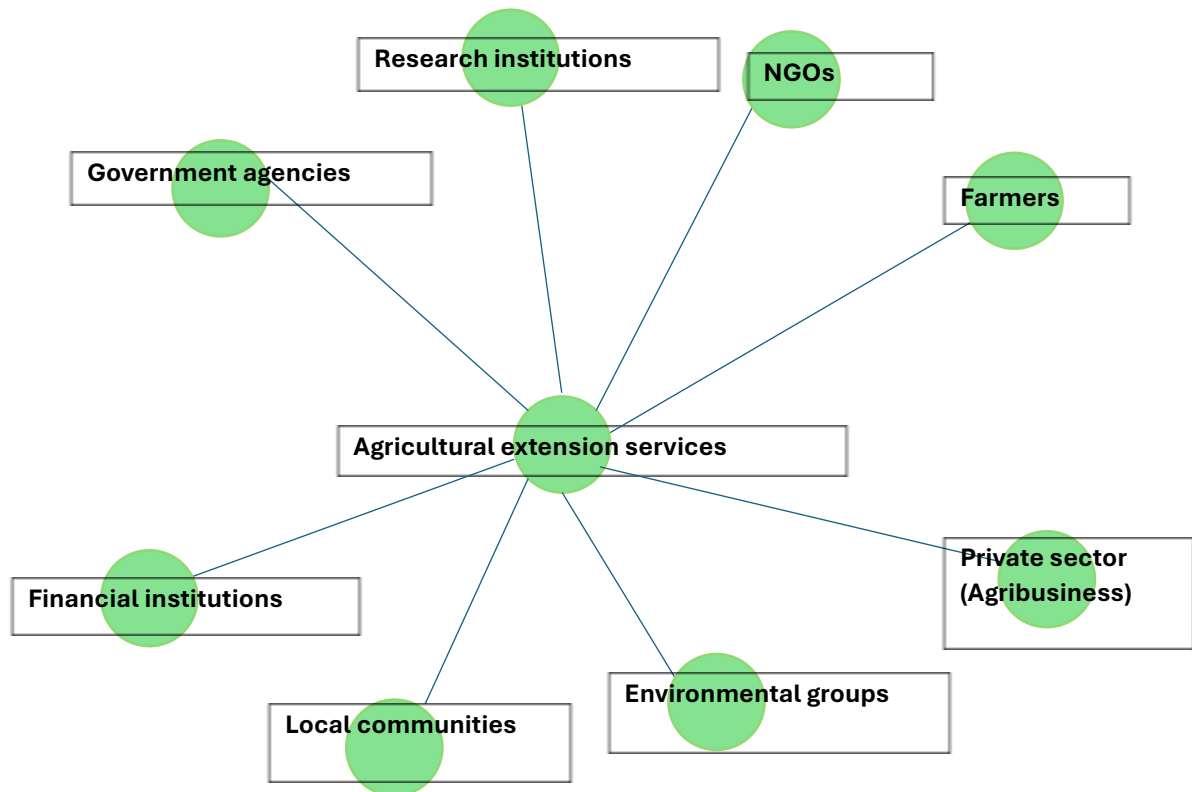 Research institutions
NGOs
Government agencies
Farmers
Agricultural extension services
Private sector
(Agribusiness)
Financial institutions
Environmental groups
Local communities